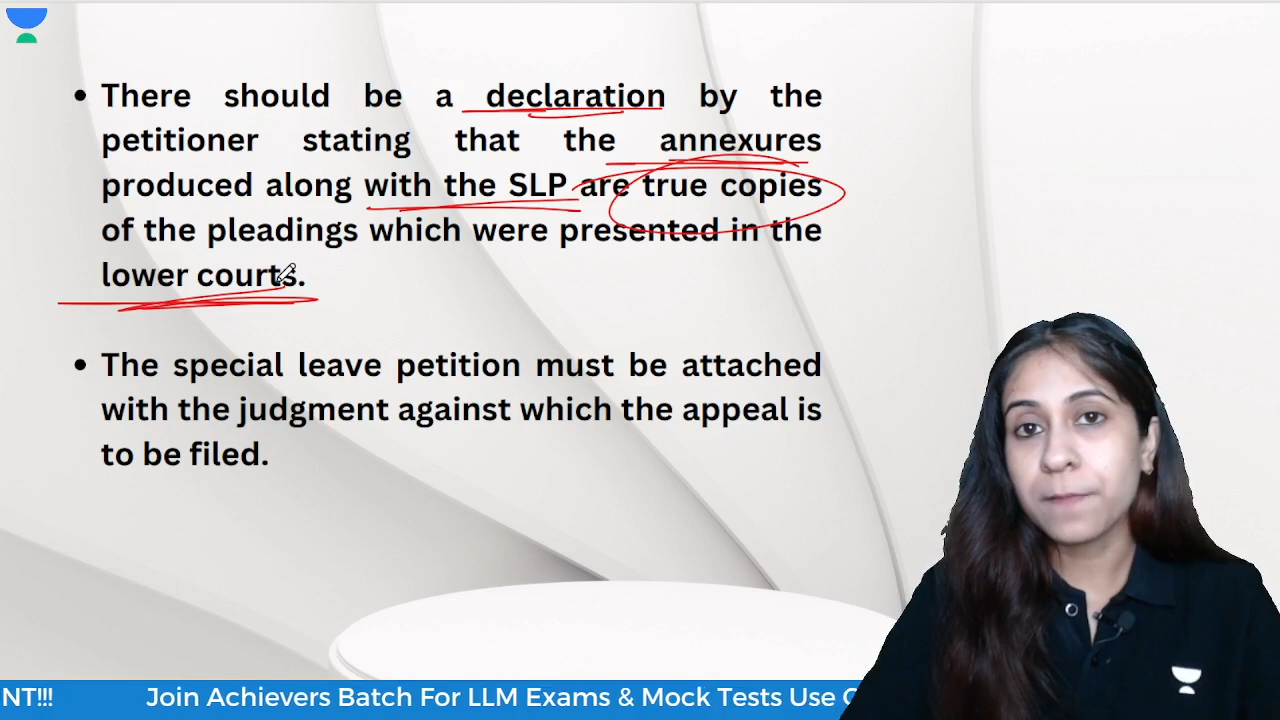 There should be a declaration by the
petitioner stating that the annexures
produced along with the SLP are true copies
of the pleadings which were presented in the
lower courts.
The special leave petition must be attached
with the judgment against which the appeal is
to be filed.
NT!!! Join Achievers Batch For LLM Exams & Mock Tests Use